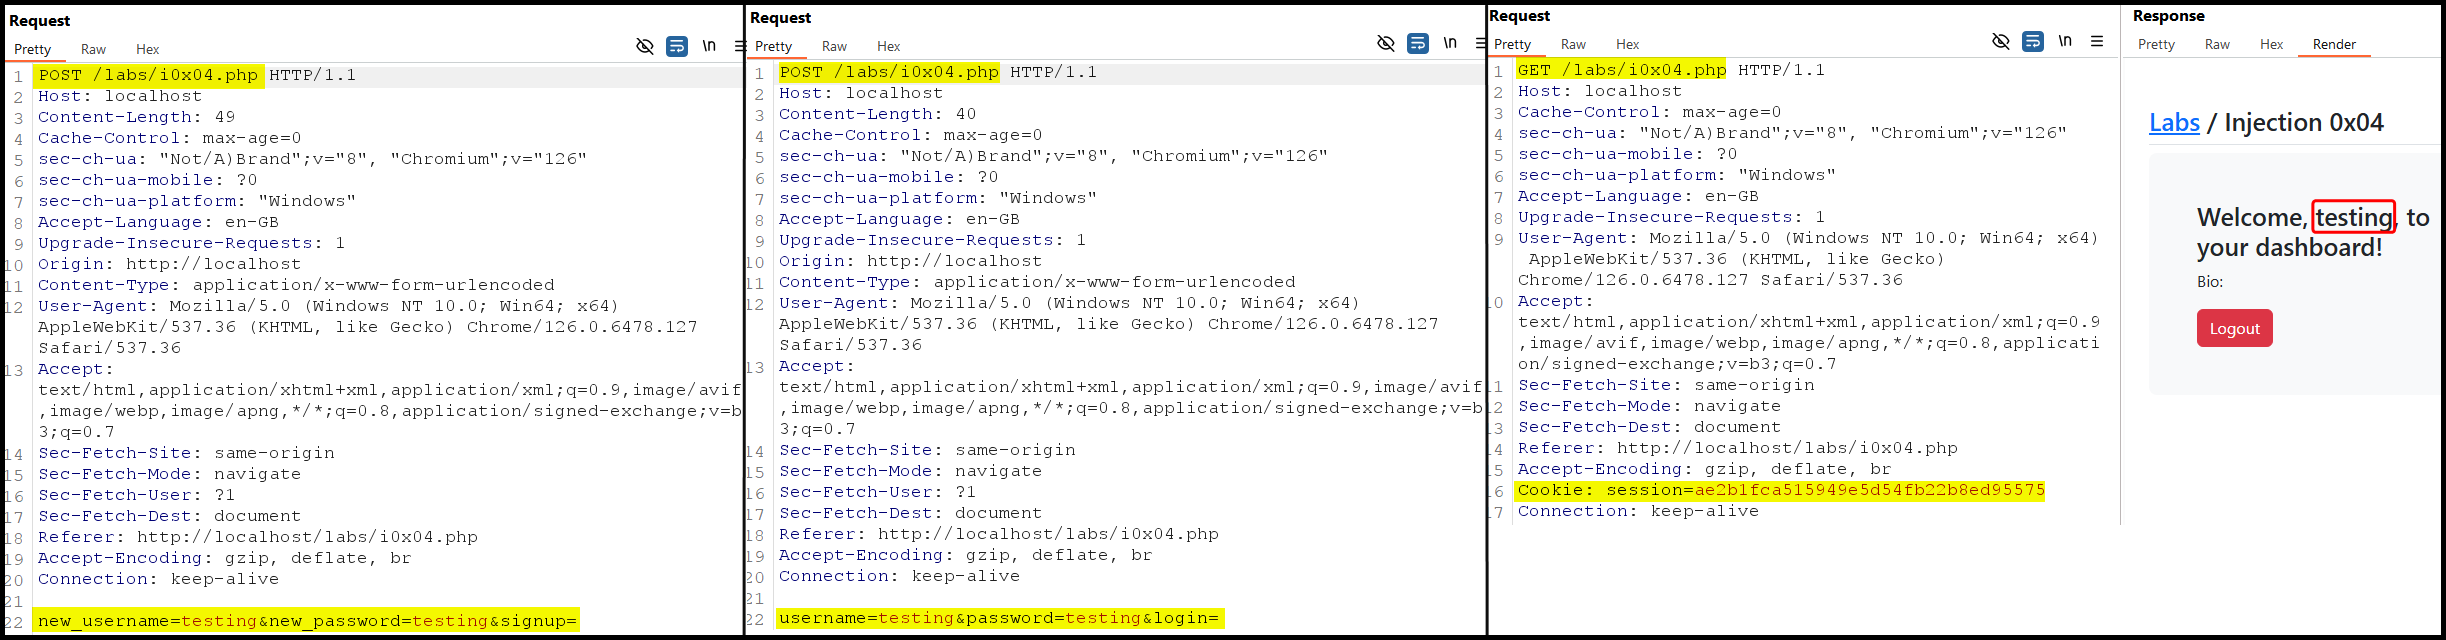 Request
Pretty Raw Hex
\n
1 POST /labs/i0x04.php HTTP/1.1
2 Host: localhost
3 Content-Length: 49
4 Cache-Control: max-age=0
5 sec-ch-ua: "Not/A)Brand";v="8", "Chromium";v="126"
6 sec-ch-ua-mobile: ?0
7 sec-ch-ua-platform: "Windows"
8 Accept-Language: en-GB
9 Upgrade-Insecure-Requests: 1
10 Origin: http://localhost
11 Content-Type: application/x-www-form-urlencoded
12 User-Agent: Mozilla/5.0 (Windows NT 10.0; Win64; x64)
AppleWebKit/537.36 (KHTML, like Gecko) Chrome/126.0.6478.127
Safari/537.36
13 Accept:
text/html,application/xhtml+xml,application/xml;q=0.9,image/avif
,image/webp,image/apng,*/*;q=0.8,application/signed-exchange;v=b
3;q=0.7
14 Sec-Fetch-Site: same-origin
15 Sec-Fetch-Mode: navigate
16 Sec-Fetch-User: ?1
17 Sec-Fetch-Dest: document
18 Referer: http://localhost/labs/i0x04.php
19 Accept-Encoding: gzip, deflate, br
20 Connection: keep-alive
21
22 new_username=testing&new_password=testing&signup=
Request
Pretty Raw Hex
\n
1 POST /labs/i0x04.php HTTP/1.1
2 Host: localhost
3 Content-Length: 40
4 Cache-Control: max-age=0
5 sec-ch-ua: "Not/A)Brand";v="8", "Chromium";v="126"
6 sec-ch-ua-mobile: ?0
7 sec-ch-ua-platform: "Windows"
8 Accept-Language: en-GB
9 Upgrade-Insecure-Requests: 1
10 Origin: http://localhost
11 Content-Type: application/x-www-form-urlencoded
12 User-Agent: Mozilla/5.0 (Windows NT 10.0; Win64; x64)
AppleWebKit/537.36 (KHTML, like Gecko) Chrome/126.0.6478.127
Safari/537.36
13 Accept:
text/html,application/xhtml+xml,application/xml;q=0.9,image/avif
,image/webp,image/apng,*/*;q=0.8,application/signed-exchange;v=b
3;q=0.7
14 Sec-Fetch-Site: same-origin
15 Sec-Fetch-Mode: navigate
16 Sec-Fetch-User: ?1
17 Sec-Fetch-Dest: document
18 Referer: http://localhost/labs/i0x04.php
19 Accept-Encoding: gzip, deflate, br
20 Connection: keep-alive
21
22 username=testing&password=testing&login=
Request
Pretty Raw Hex
\n
1 GET /labs/i0x04.php HTTP/1.1
2 Host: localhost
3 Cache-Control: max-age=0
4 sec-ch-ua: "Not/A)Brand";v="8", "Chromium";v="126"
5 sec-ch-ua-mobile: ?0
6 sec-ch-ua-platform: "Windows"
7 Accept-Language: en-GB
8 Upgrade-Insecure-Requests: 1
9 User-Agent: Mozilla/5.0 (Windows NT 10.0; Win64; x64)
AppleWebKit/537.36 (KHTML, like Gecko)
Chrome/126.0.6478.127 Safari/537.36
10 Accept:
text/html,application/xhtml+xml,application/xml;q=0.9
,image/avif,image/webp,image/apng,*/*;q=0.8,applicati
on/signed-exchange;v=b3;q=0.7
11 Sec-Fetch-Site: same-origin
12 Sec-Fetch-Mode: navigate
13 Sec-Fetch-Dest: document
14 Referer: http://localhost/labs/i0x04.php
15 Accept-Encoding: gzip, deflate, br
16 Cookie: session=ae2b1fca515949e5d54fb22b8ed95575
17 Connection: keep-alive
Response
Pretty Raw Hex Render
Labs / Injection 0x04
Welcome, testing, to
your dashboard!
Bio:
Logout